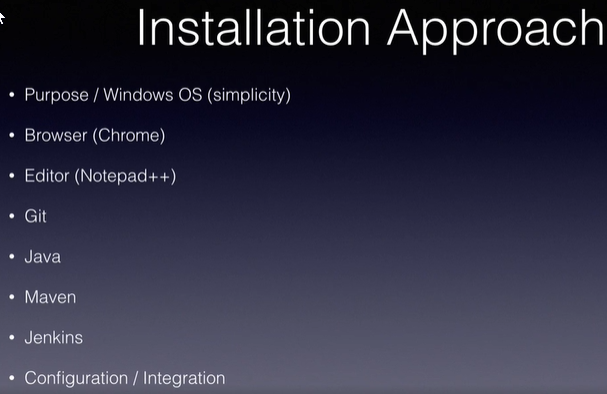 Installation Approach
• Purpose / Windows OS (simplicity)
• Browser (Chrome)
• Editor (Notepad++)
• Git
• Java
• Maven
• Jenkins
• Configuration / Integration